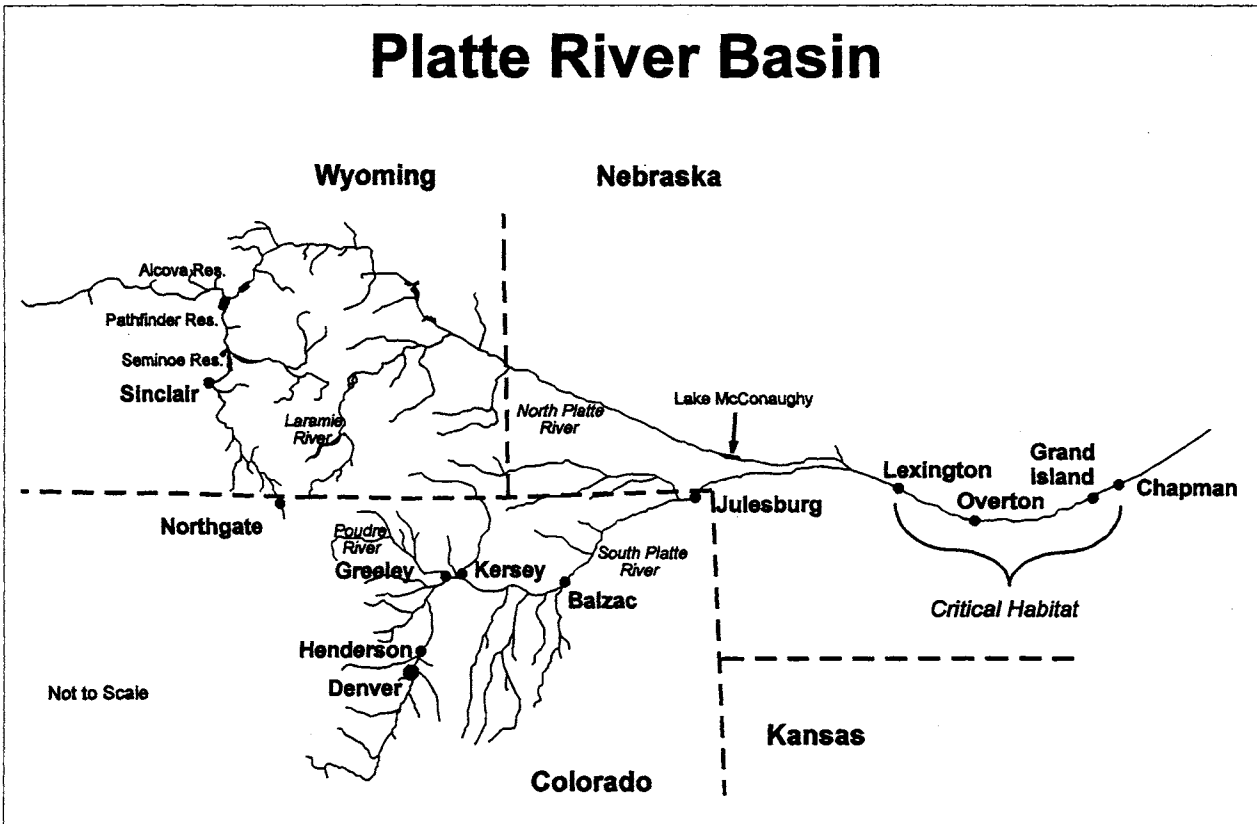 Platte River Basin
Wyoming
Nebraska
Alcova Res.
Pathfinder Res.
Seminoe Res.
Sinclair
Laramie
River
North Platte
River
Lake McConaughy
Lexington
Grand
Island
Overton
Chapman
Northgate
Julesburg
Poudre
River
Greeley
Kersey
South Platte
River
Balzac
Critical Habitat
Henderson
Denver
Not to Scale
Kansas
Colorado